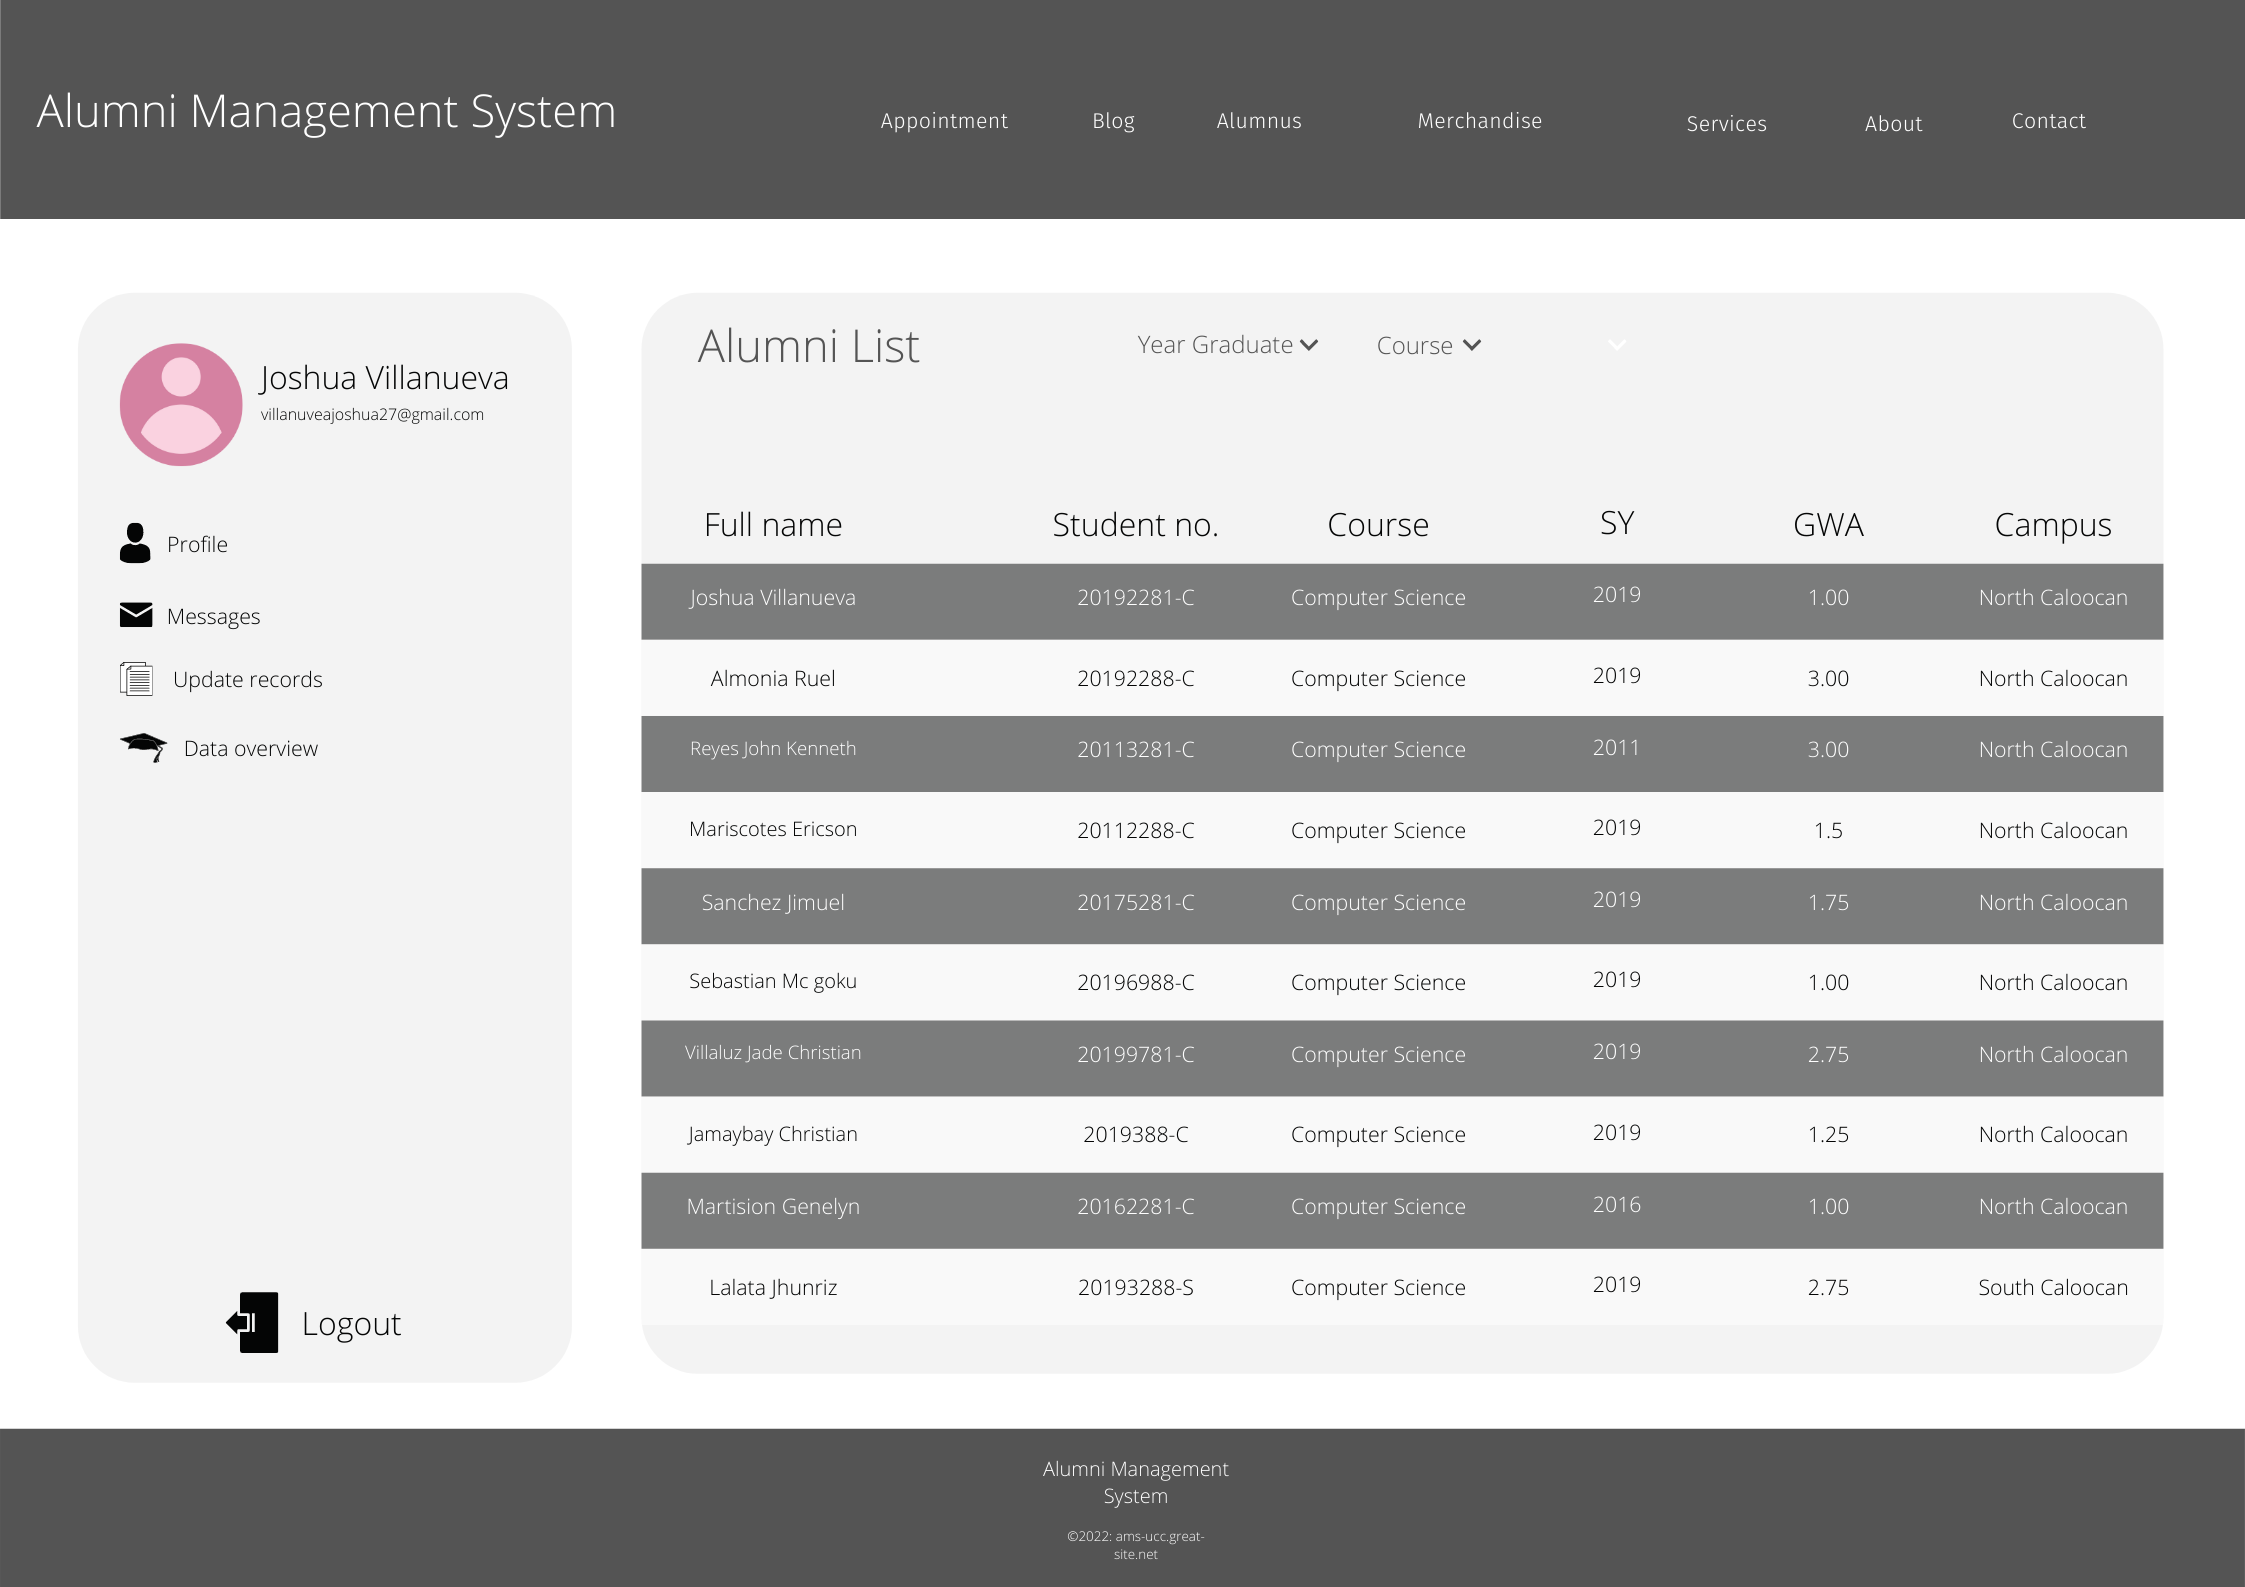 Alumni Management System
Appointment Blog Alumnus Merchandise Services About Contact
Joshua Villanueva
villanuveajoshua27@gmail.com
Profile
Messages
Update records
Data overview
Logout
Alumni List Year Graduate Course
Full name Student no. Course SY GWA Campus
Joshua Villanueva 20192281-C Computer Science 2019 1.00 North Caloocan
Almonia Ruel 20192288-C Computer Science 2019 3.00 North Caloocan
Reyes John Kenneth 20113281-C Computer Science 2011 3.00 North Caloocan
Mariscotes Ericson 20112288-C Computer Science 2019 1.5 North Caloocan
Sanchez Jimuel 20175281-C Computer Science 2019 1.75 North Caloocan
Sebastian Mc goku 20196988-C Computer Science 2019 1.00 North Caloocan
Villaluz Jade Christian 20199781-C Computer Science 2019 2.75 North Caloocan
Jamaybay Christian 2019388-C Computer Science 2019 1.25 North Caloocan
Martision Genelyn 20162281-C Computer Science 2016 1.00 North Caloocan
Lalata Jhunriz 20193288-S Computer Science 2019 2.75 South Caloocan
Alumni Management
System
©2022: ams-ucc.great-
site.net